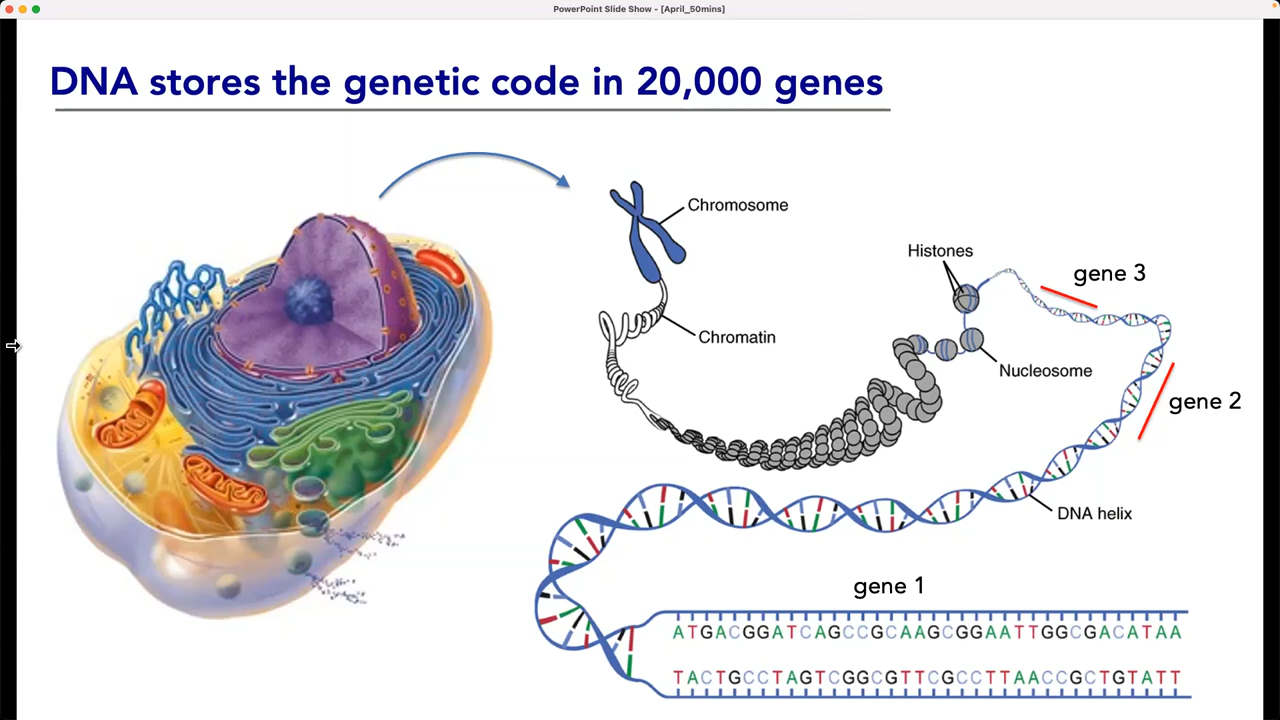 PowerPoint Slide Show - [April_50mins]
DNA stores the genetic code in 20,000 genes
Chromosome
Histones
gene 3
Chromatin
Nucleosome
gene 2
DNA helix
gene 1
ATGACGGATCAGCCGCAAGCGGAATTGGCGACATAA
TACTGCCTAGTCGGCGTTCGCCTTAACCGCTGTATT